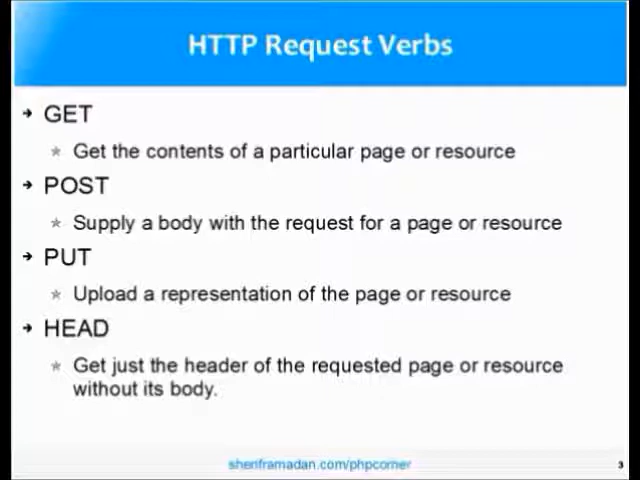 HTTP Request Verbs
GET
Get the contents of a particular page or resource
POST
Supply a body with the request for a page or resource
PUT
Upload a representation of the page or resource
HEAD
Get just the header of the requested page or resource
without its body.
sheriframadan.com/phpcorner
3